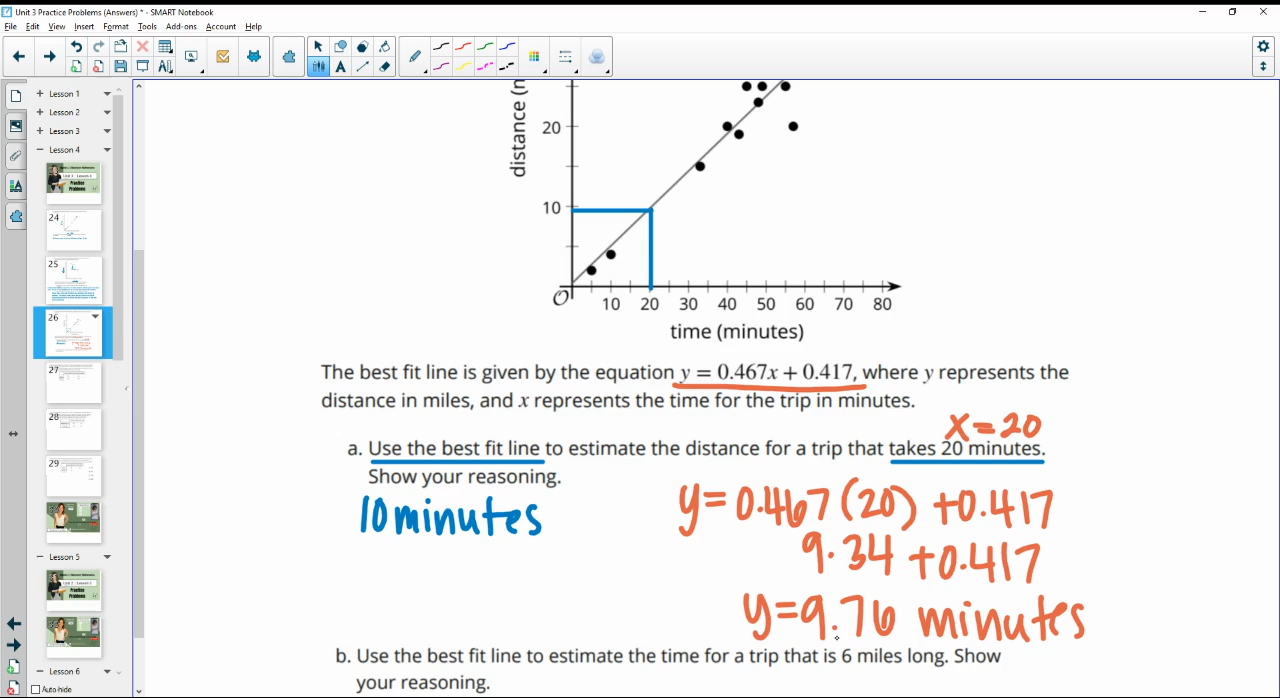 Unit 3 Practice Problems (Answers) * - SMART Notebook
File Edit View Insert Format Tools Add-ons Account Help
Lesson 1
Lesson 2
Lesson 3
Lesson 4
24
25
26
27
28
29
Lesson 5
Lesson 6
Auto-hide
distance (m
20
10
O
10 20 30 40 50 60 70 80
time (minutes)
The best fit line is given by the equation y = 0.467x + 0.417, where y represents the
distance in miles, and x represents the time for the trip in minutes.
x = 20
a. Use the best fit line to estimate the distance for a trip that takes 20 minutes.
Show your reasoning.
10 minutes
y = 0.467 (20) + 0.417
9.34 + 0.417
y = 9.76 minutes
b. Use the best fit line to estimate the time for a trip that is 6 miles long. Show
your reasoning.